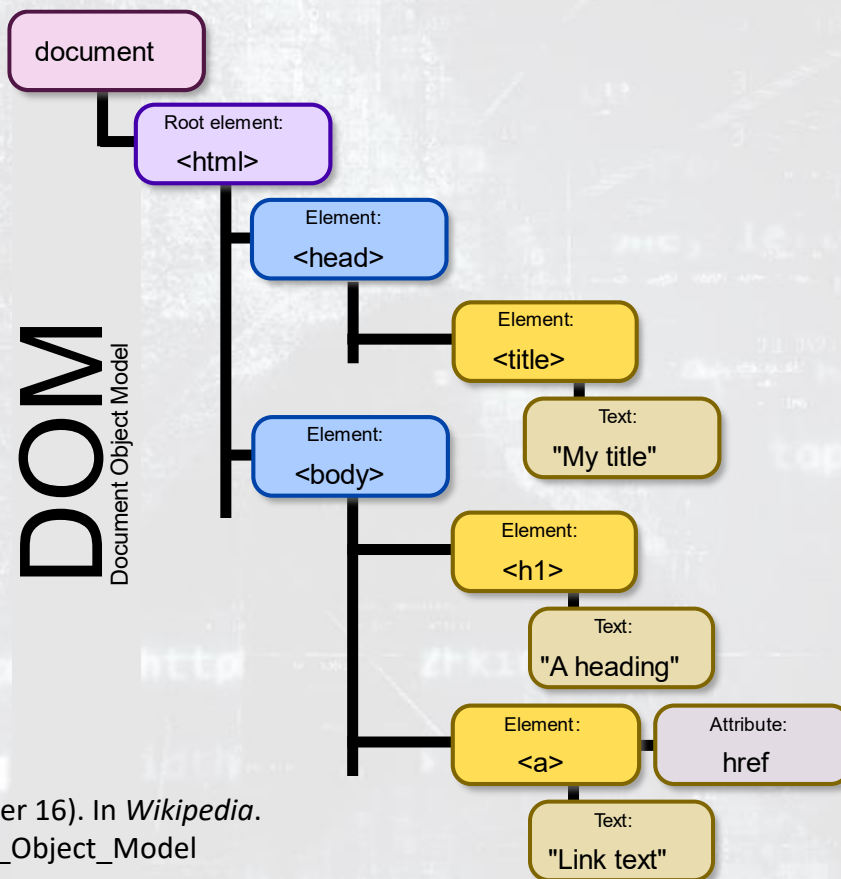 document
Root element:
<html>
Element:
<head>
Element:
<title>
Text:
"My title"
Element:
<body>
Element:
<h1>
Text:
"A heading"
Element:
<a>
Attribute:
href
Text:
"Link text"
DOM
Document Object Model
er 16). In Wikipedia.
_Object_Model
http